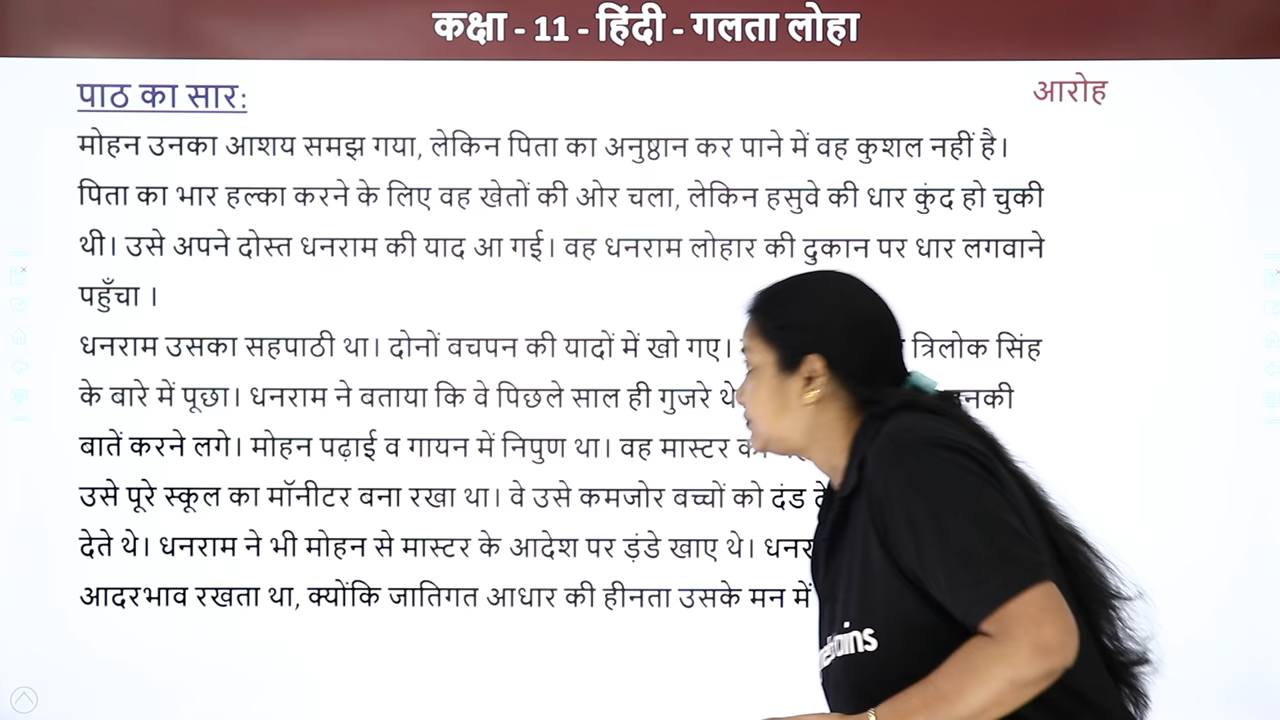 कक्षा - 11 - हिंदी - गलता लोहा
पाठ का सार:
आरोह
मोहन उनका आशय समझ गया, लेकिन पिता का अनुष्ठान कर पाने में वह कुशल नहीं है।
पिता का भार हल्का करने के लिए वह खेतों की ओर चला, लेकिन हसुवे की धार कुंद हो चुकी
थी। उसे अपने दोस्त धनराम की याद आ गई। वह धनराम लोहार की दुकान पर धार लगवाने
पहुँचा ।
धनराम उसका सहपाठी था। दोनों बचपन की यादों में खो गए। त्रिलोक सिंह
के बारे में पूछा। धनराम ने वताया कि वे पिछले साल ही गुजरे थे
बातें करने लगे। मोहन पढ़ाई व गायन में निपुण था। वह मास्टर
उसे पूरे स्कूल का मॉनीटर वना रखा था। वे उसे कमजोर बच्चों को दंड
देते थे। धनराम ने भी मोहन से मास्टर के आदेश पर ड़ंडे खाए थे।
आदरभाव रखता था, क्योंकि जातिगत आधार की हीनता उसके मन में